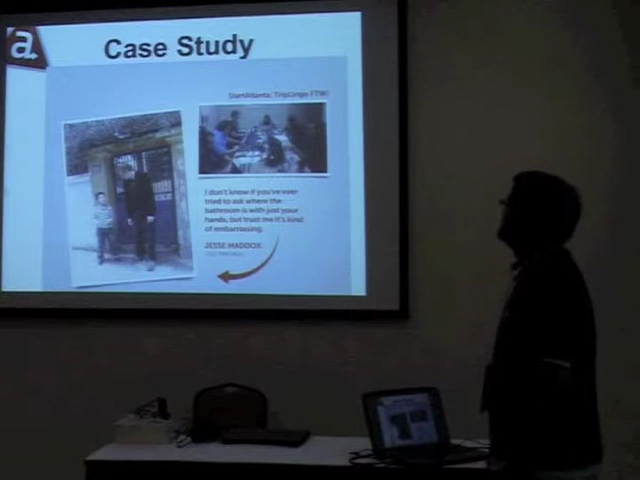 a.
Case Study
StartAtlanta: TripLingo FTW!
I don't know if you've ever
tried to ask where the
bathroom is with just your
hands, but trust me it's kind
of embarrassing.
JESSE MADDOX